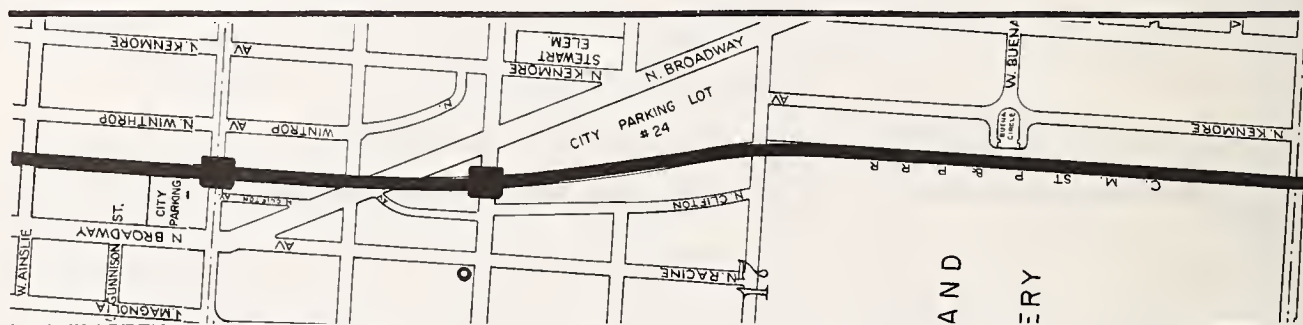 N. KENMORE
AV
STEWART
ELEM.
N KENMORE
N. BROADWAY
W. BUENA
N. WINTHROP
AV
WINTROP
N.
CITY PARKING LOT
# 24
AV
BUENA
CIRCLE
N. KENMORE
C. M. ST P & P R R
CITY
PARKING
ST.
AV
N CLIFTON
N CLIFTON
N BROADWAY
AV
W. AINSLIE
GUNNISON
MAGNOLIA
N. RACINE
AND
ERY